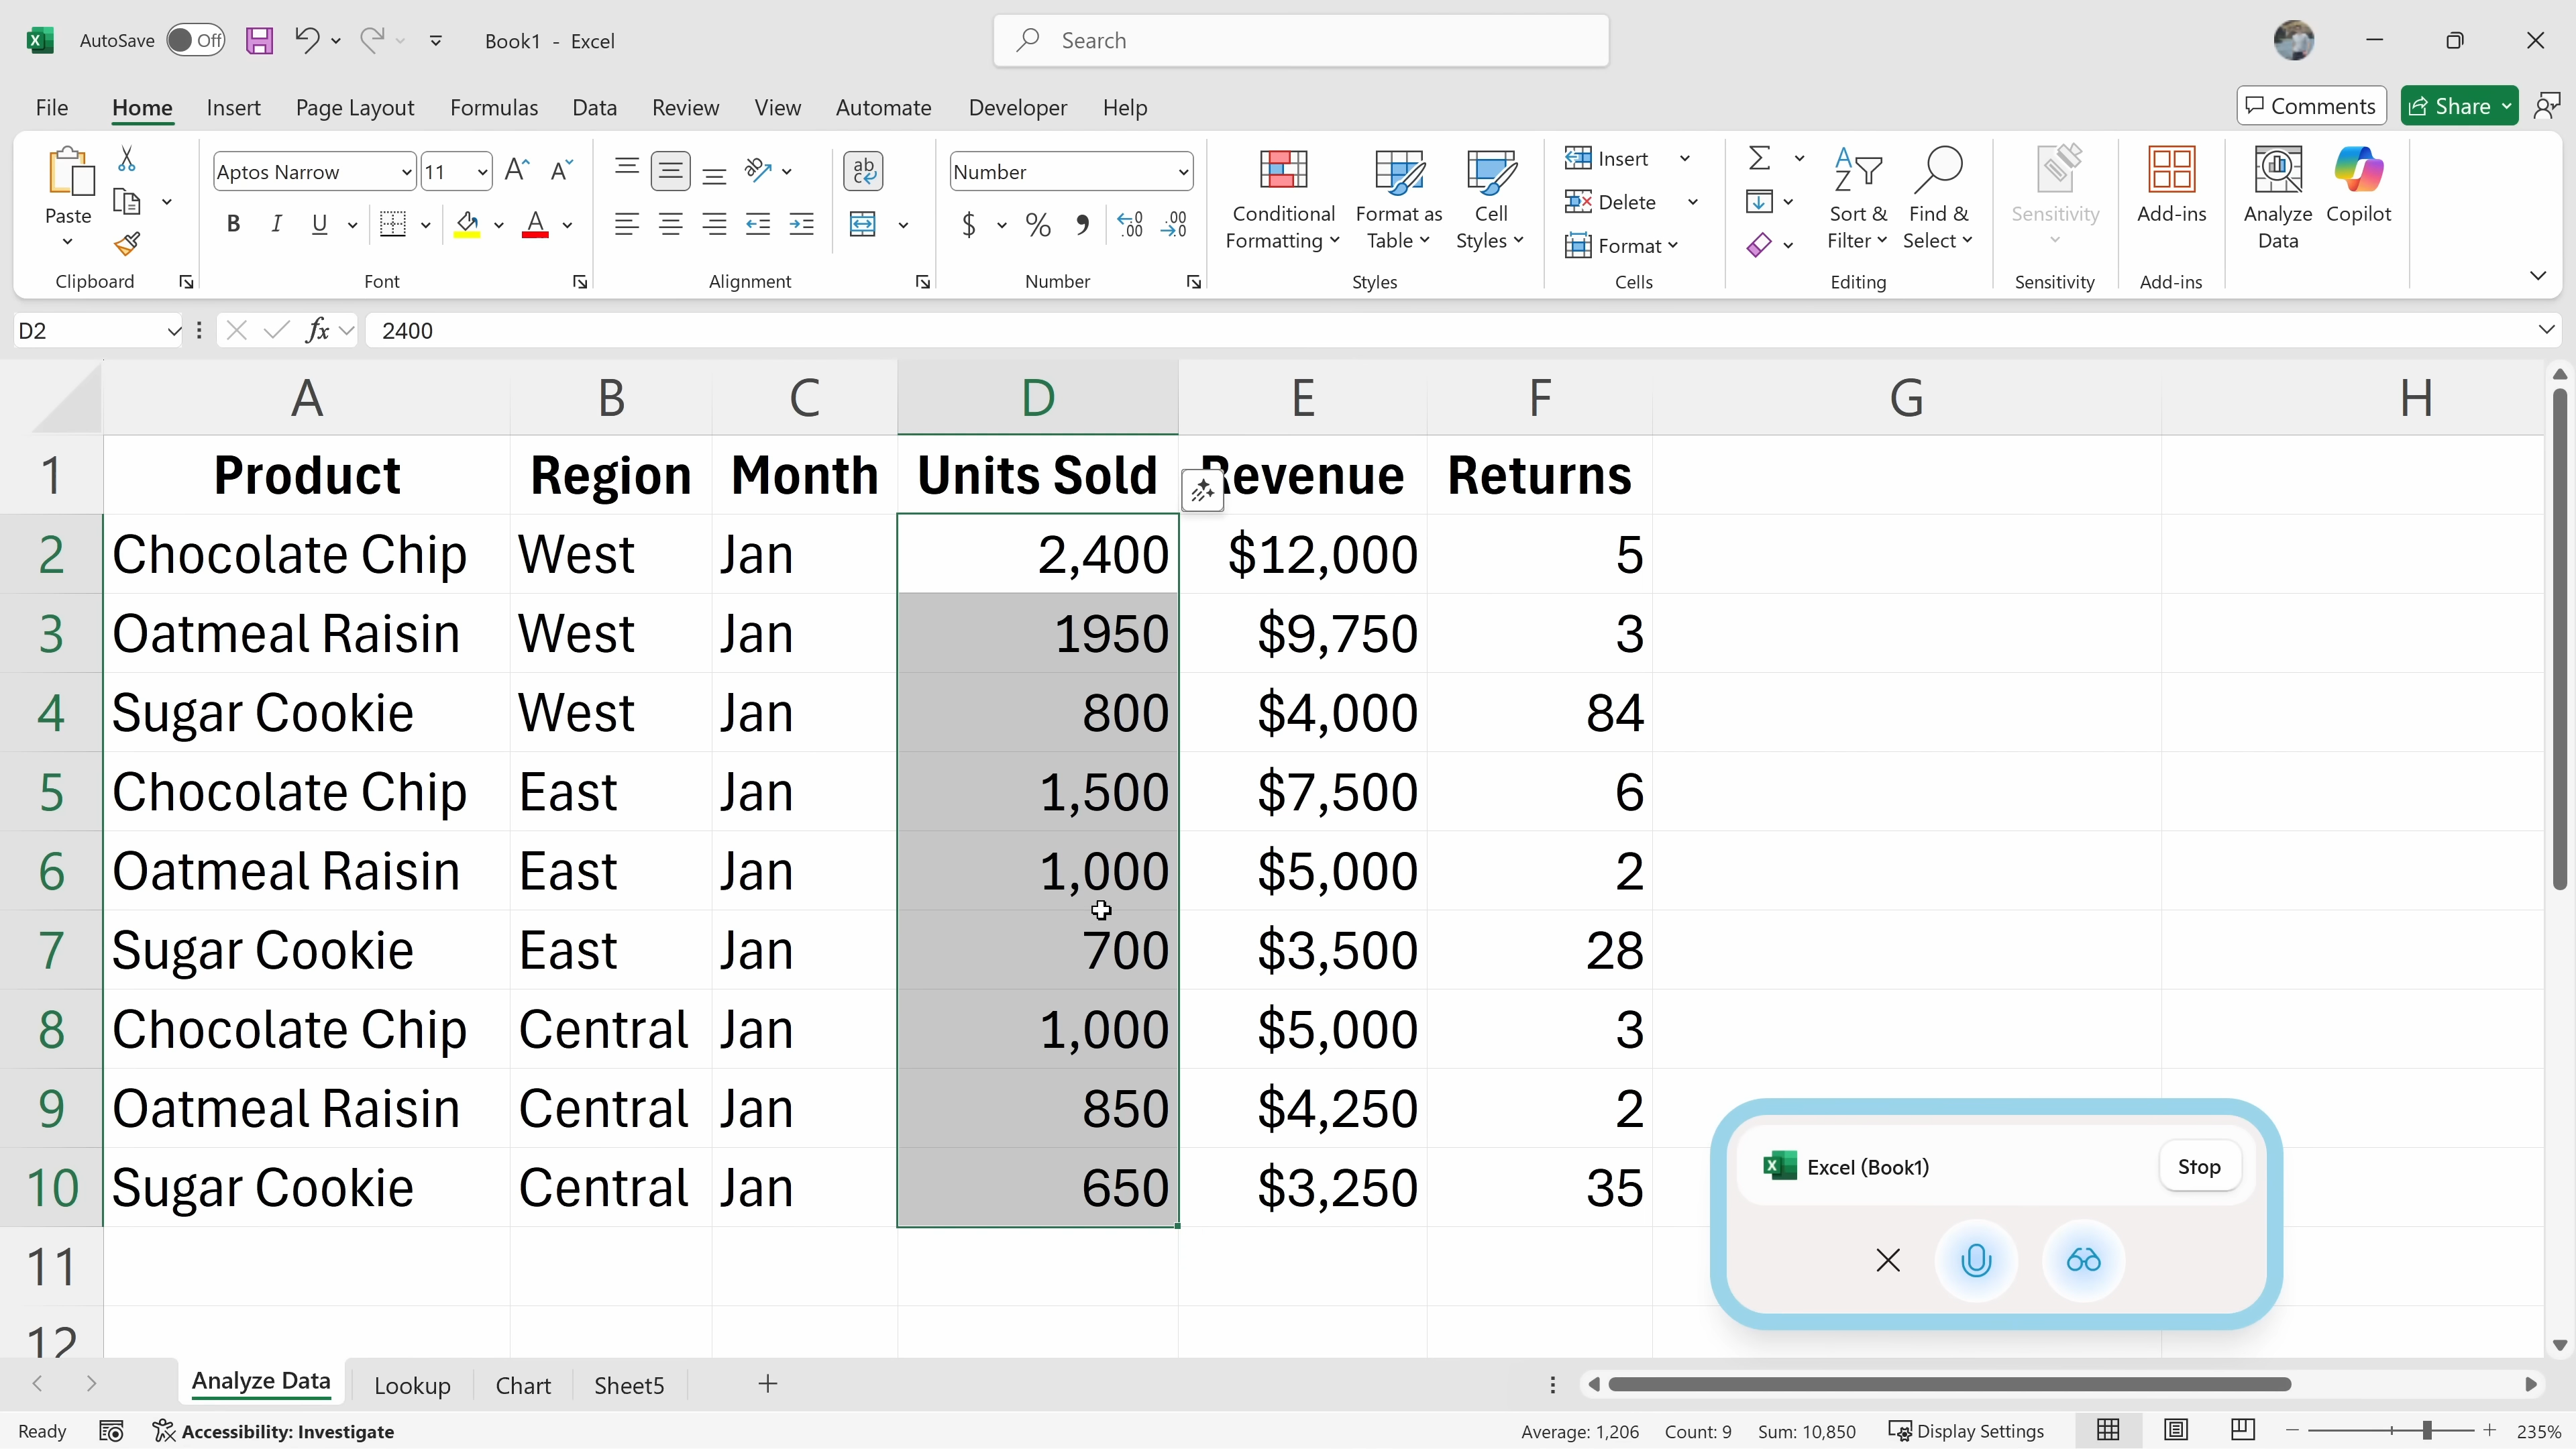 AutoSave Off Book1 - Excel Search
File Home Insert Page Layout Formulas Data Review View Automate Developer Help Comments Share
Paste Aptos Narrow 11 ab Number Conditional Formatting Format as Table Cell Styles Insert Delete Format Sort & Filter Find & Select Sensitivity Add-ins Analyze Data Copilot
B I U A $ % , .00
Clipboard Font Alignment Number Styles Cells Editing Sensitivity Add-ins
D2 fx 2400
A B C D E F G H
1 Product Region Month Units Sold Revenue Returns
2 Chocolate Chip West Jan 2,400 $12,000 5
3 Oatmeal Raisin West Jan 1950 $9,750 3
4 Sugar Cookie West Jan 800 $4,000 84
5 Chocolate Chip East Jan 1,500 $7,500 6
6 Oatmeal Raisin East Jan 1,000 $5,000 2
7 Sugar Cookie East Jan 700 $3,500 28
8 Chocolate Chip Central Jan 1,000 $5,000 3
9 Oatmeal Raisin Central Jan 850 $4,250 2
10 Sugar Cookie Central Jan 650 $3,250 35
11
12
Excel (Book1) Stop
Analyze Data Lookup Chart Sheet5
Ready Accessibility: Investigate Average: 1,206 Count: 9 Sum: 10,850 Display Settings 235%